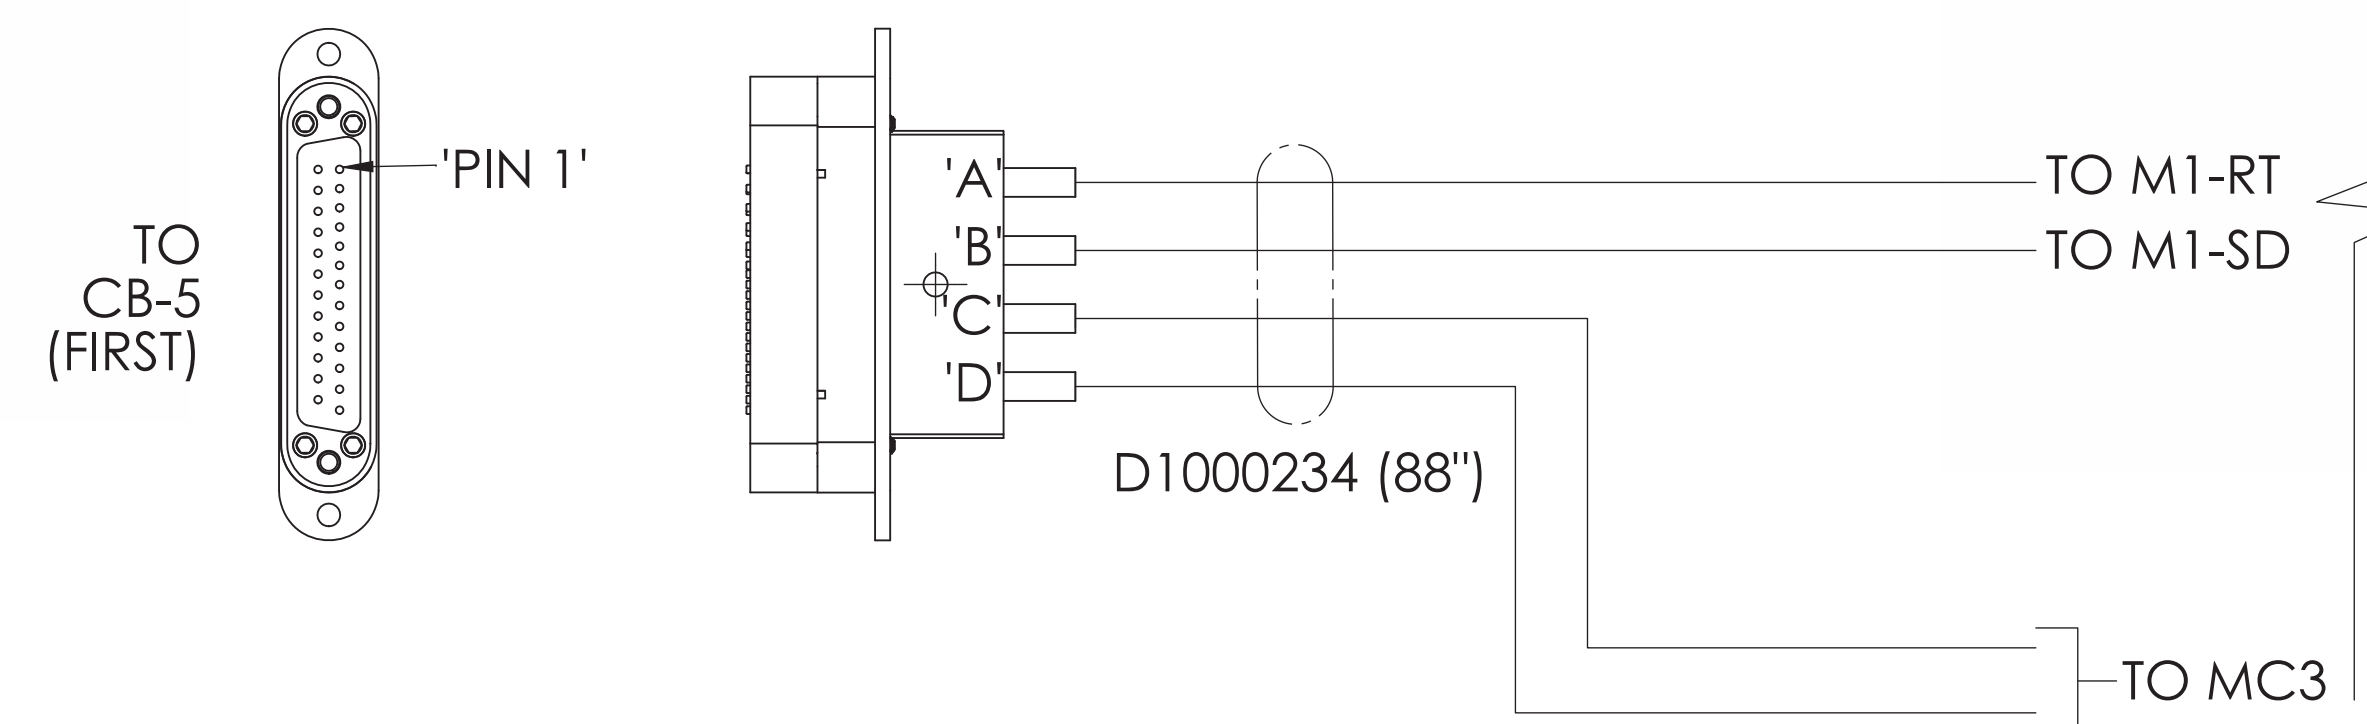 'PIN 1'
TO
CB-5
(FIRST)
'A'
'B'
'C'
'D'
D1000234 (88")
TO M1-RT
TO M1-SD
TO MC3